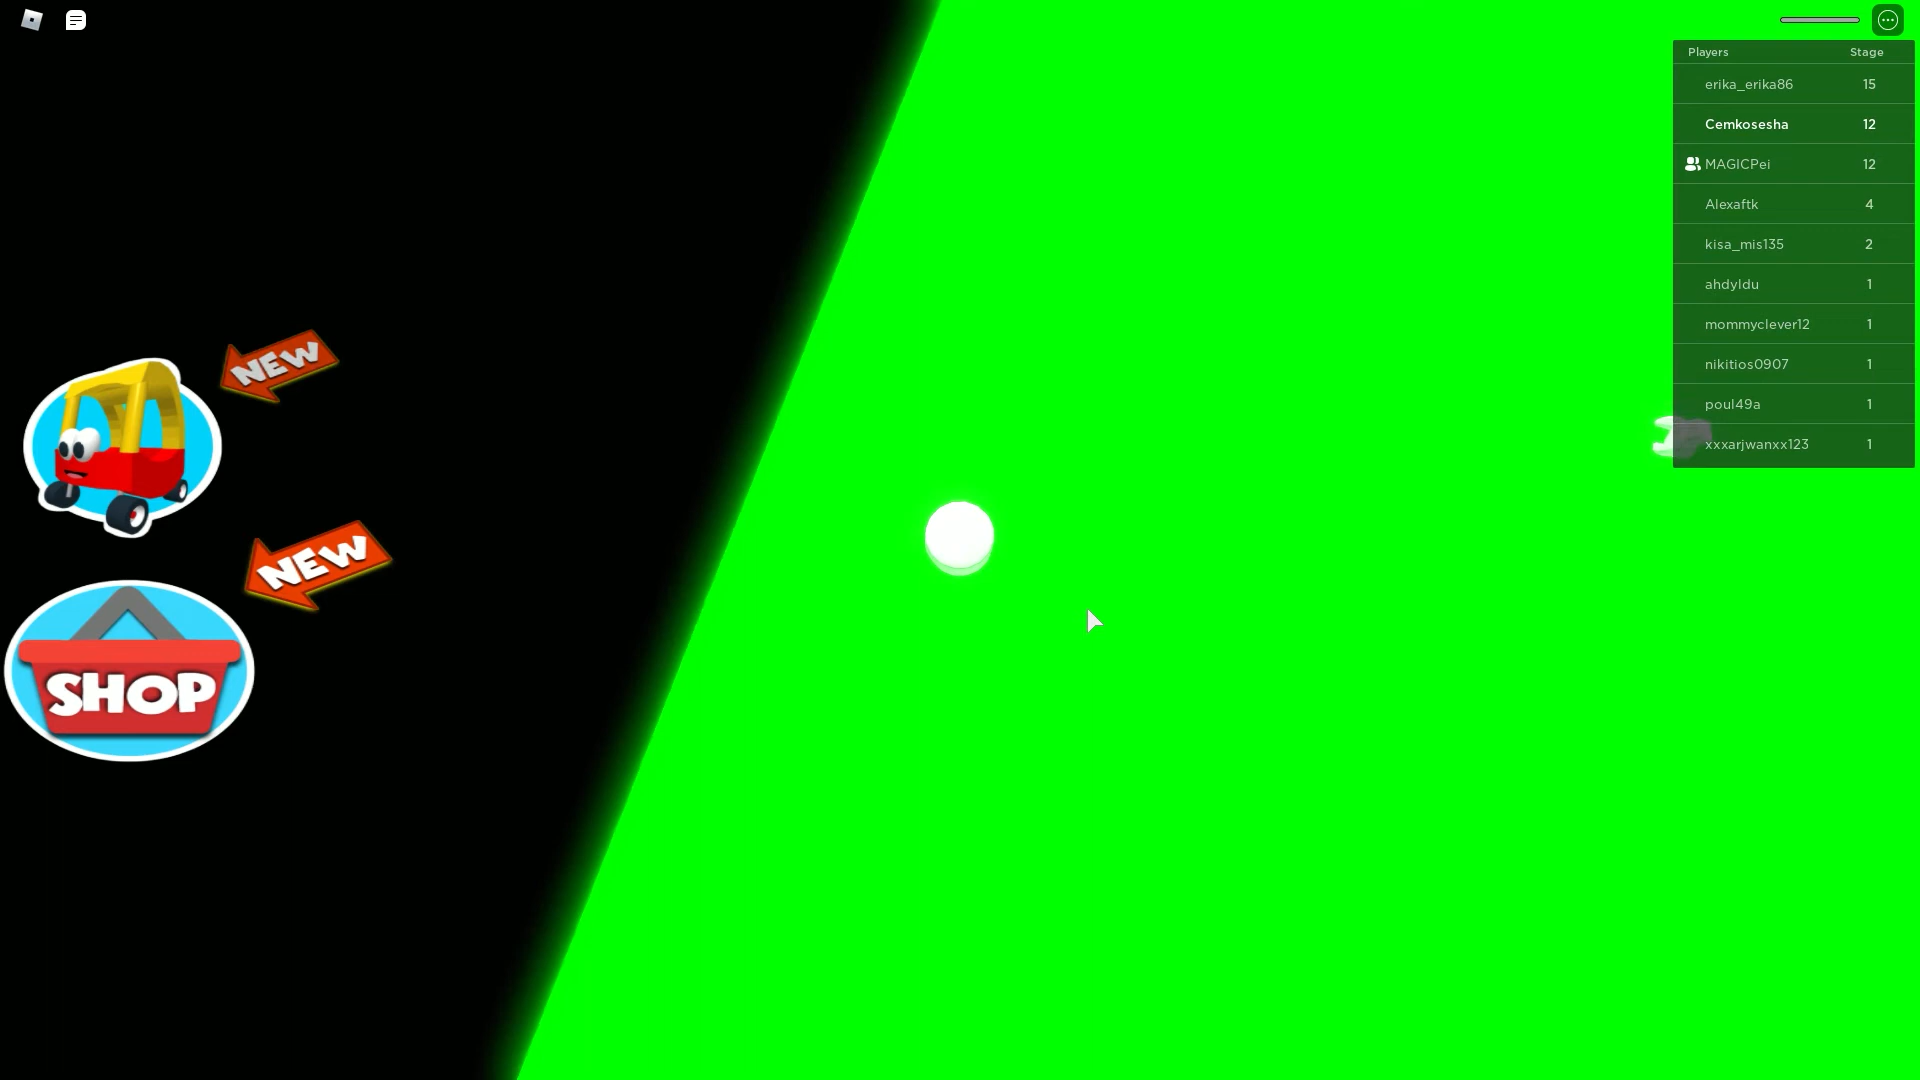 Players Stage
erika_erika86 15
Cemkosesha 12
MAGICPei 12
Alexaftk 4
kisa_mis135 2
ahdyldu 1
mommyclever12 1
nikitios0907 1
poul49a 1
xxxarjwanxx123 1
NEW
NEW
SHOP